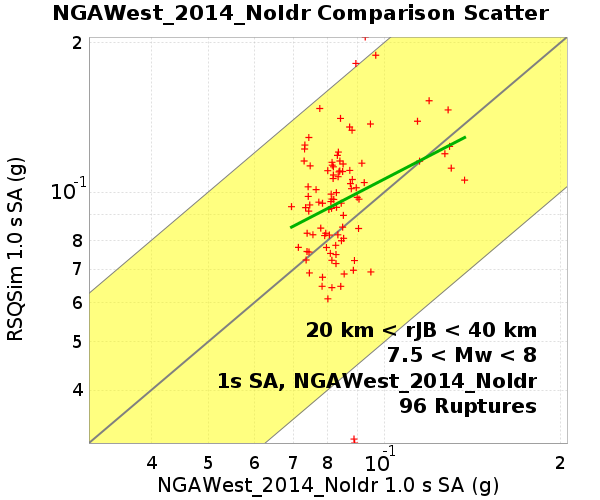 NGAWest_2014_NoIdr Comparison Scatter
2
10-1
8
7
6
5
4
RSQSim 1.0 s SA (g)
20 km < rJB < 40 km
7.5 < Mw < 8
1s SA, NGAWest_2014_NoIdr
96 Ruptures
4 5 6 7 8 10-1 2
NGAWest_2014_NoIdr 1.0 s SA (g)